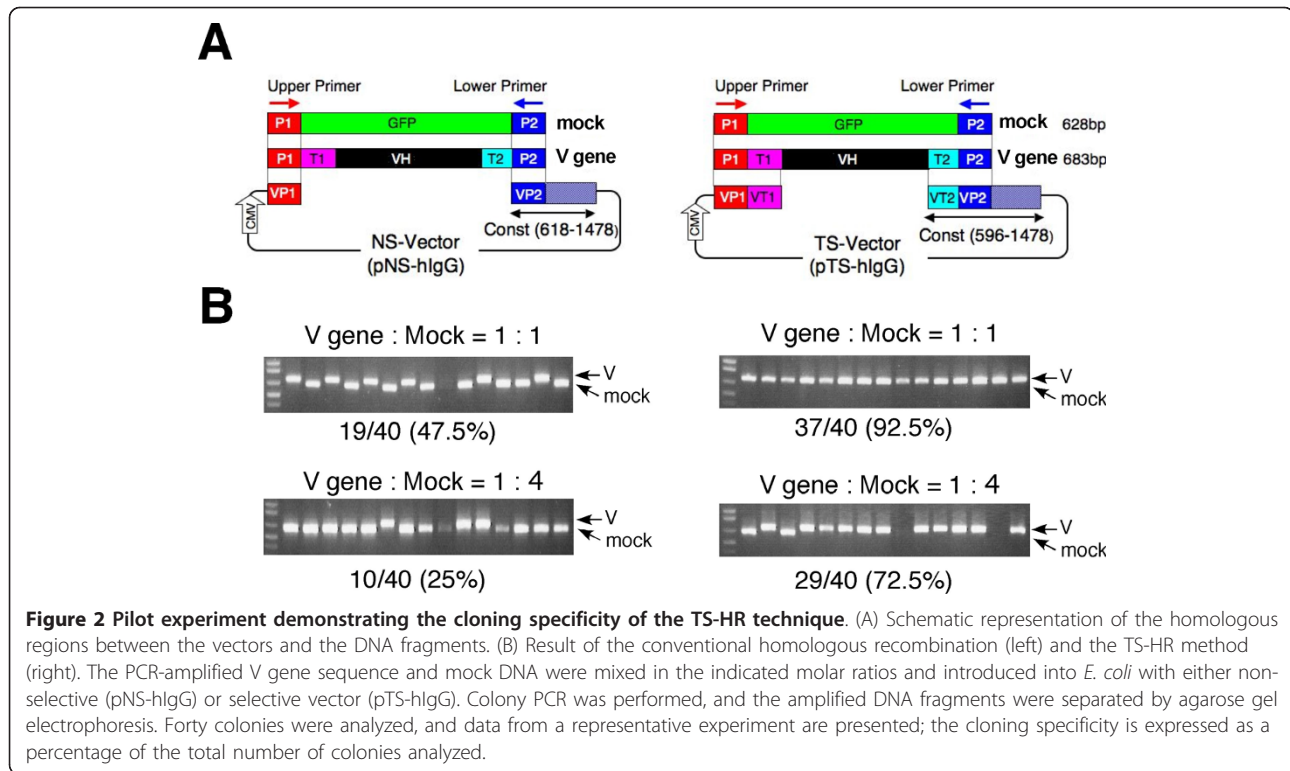 A
Upper Primer
Lower Primer
P1
GFP
P2
mock
P1
T1
VH
T2
P2
V gene
VP1
VP2
CMV
Const (618-1478)
NS-Vector
(pNS-hIgG)
Upper Primer
Lower Primer
P1
GFP
P2
mock 628bp
P1
T1
VH
T2
P2
V gene 683bp
VP1
VT1
VT2
VP2
CMV
Const (596-1478)
TS-Vector
(pTS-hIgG)
B
V gene : Mock = 1 : 1
V
mock
19/40 (47.5%)
V gene : Mock = 1 : 1
V
mock
37/40 (92.5%)
V gene : Mock = 1 : 4
V
mock
10/40 (25%)
V gene : Mock = 1 : 4
V
mock
29/40 (72.5%)
Figure 2 Pilot experiment demonstrating the cloning specificity of the TS-HR technique. (A) Schematic representation of the homologous
regions between the vectors and the DNA fragments. (B) Result of the conventional homologous recombination (left) and the TS-HR method
(right). The PCR-amplified V gene sequence and mock DNA were mixed in the indicated molar ratios and introduced into E. coli with either non-
selective (pNS-hIgG) or selective vector (pTS-hIgG). Colony PCR was performed, and the amplified DNA fragments were separated by agarose gel
electrophoresis. Forty colonies were analyzed, and data from a representative experiment are presented; the cloning specificity is expressed as a
percentage of the total number of colonies analyzed.